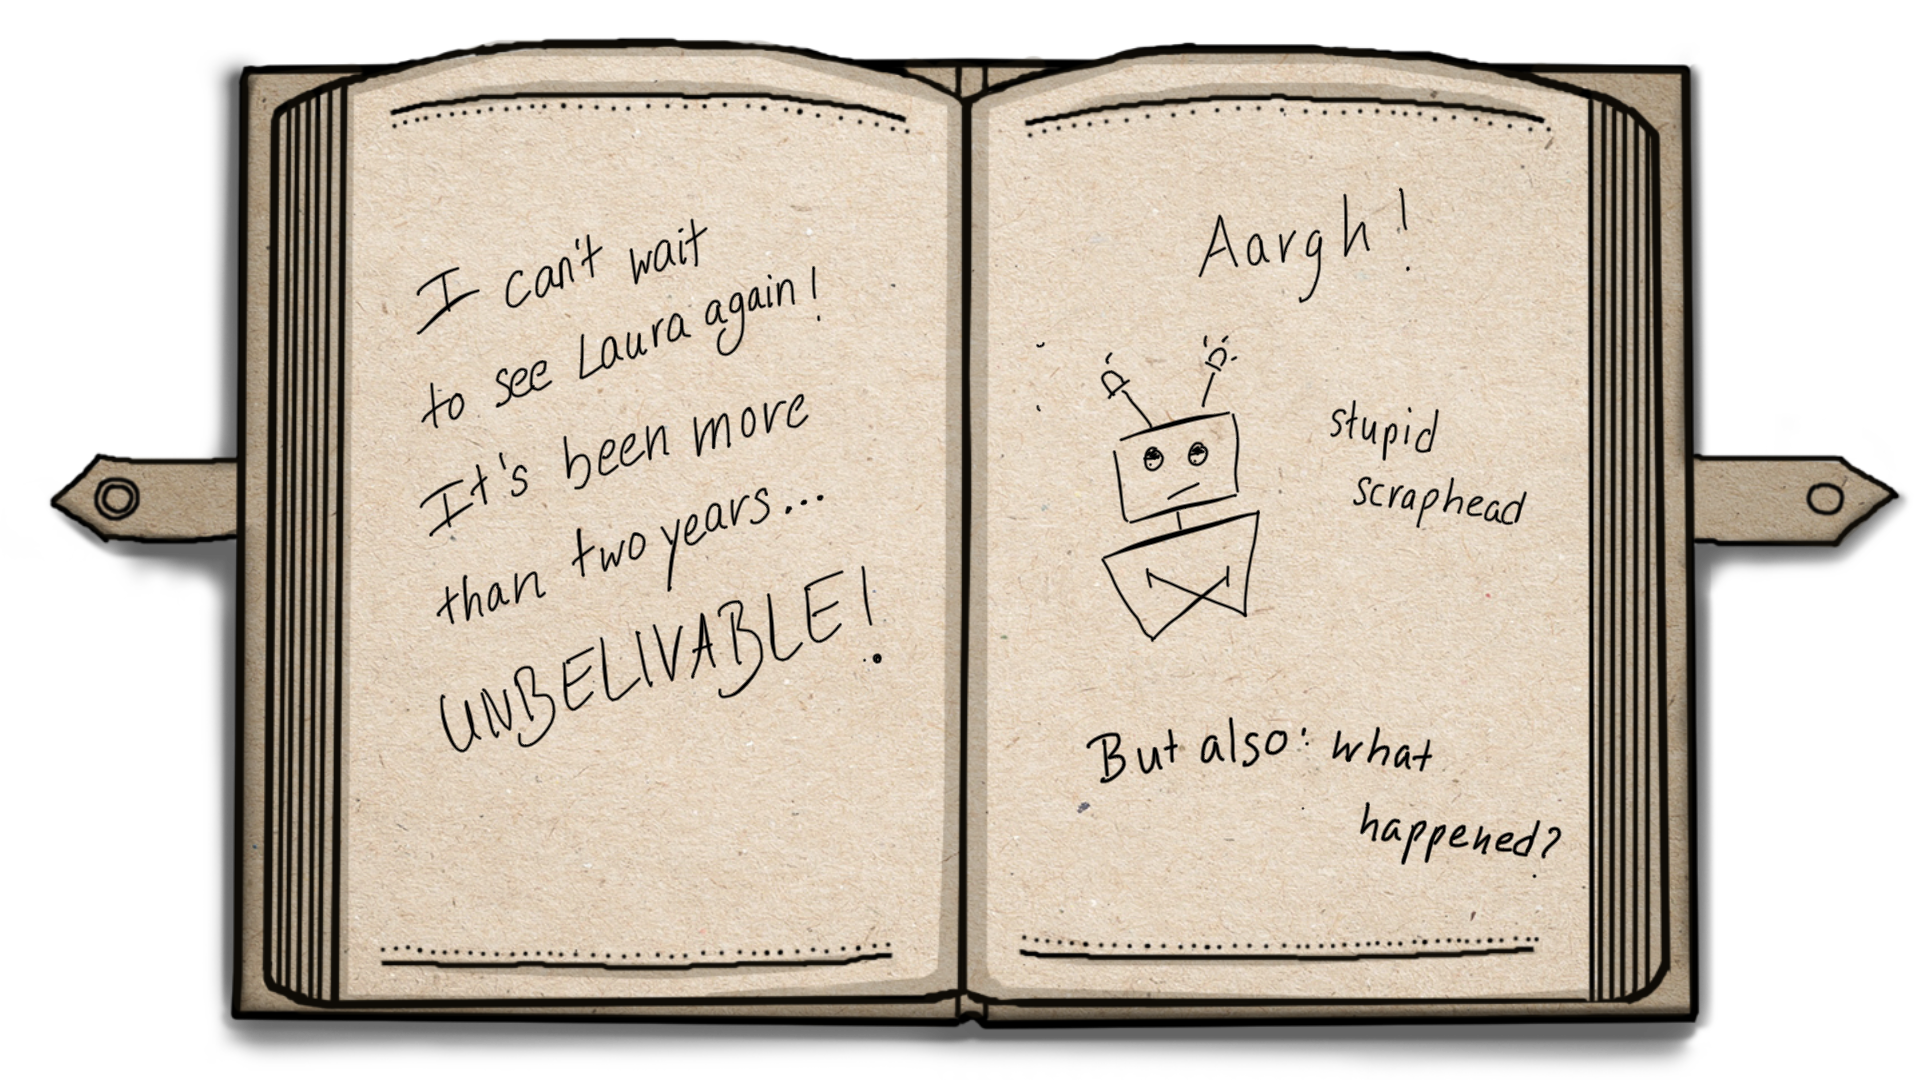 I can't wait
to see Laura again!
It's been more
than two years...
UNBELIVABLE!
Aargh!
stupid
scraphead
But also: what
happened?